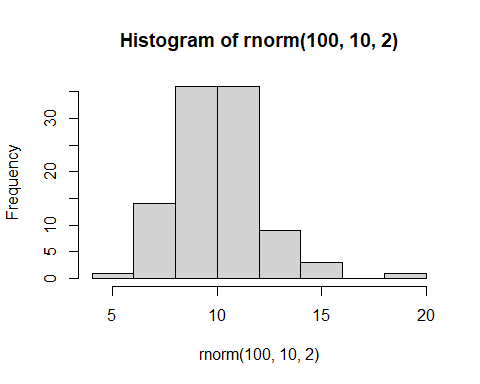 Histogram of rnorm(100, 10, 2)
Frequency
30
20
10
5
0
5 10 15 20
rnorm(100, 10, 2)